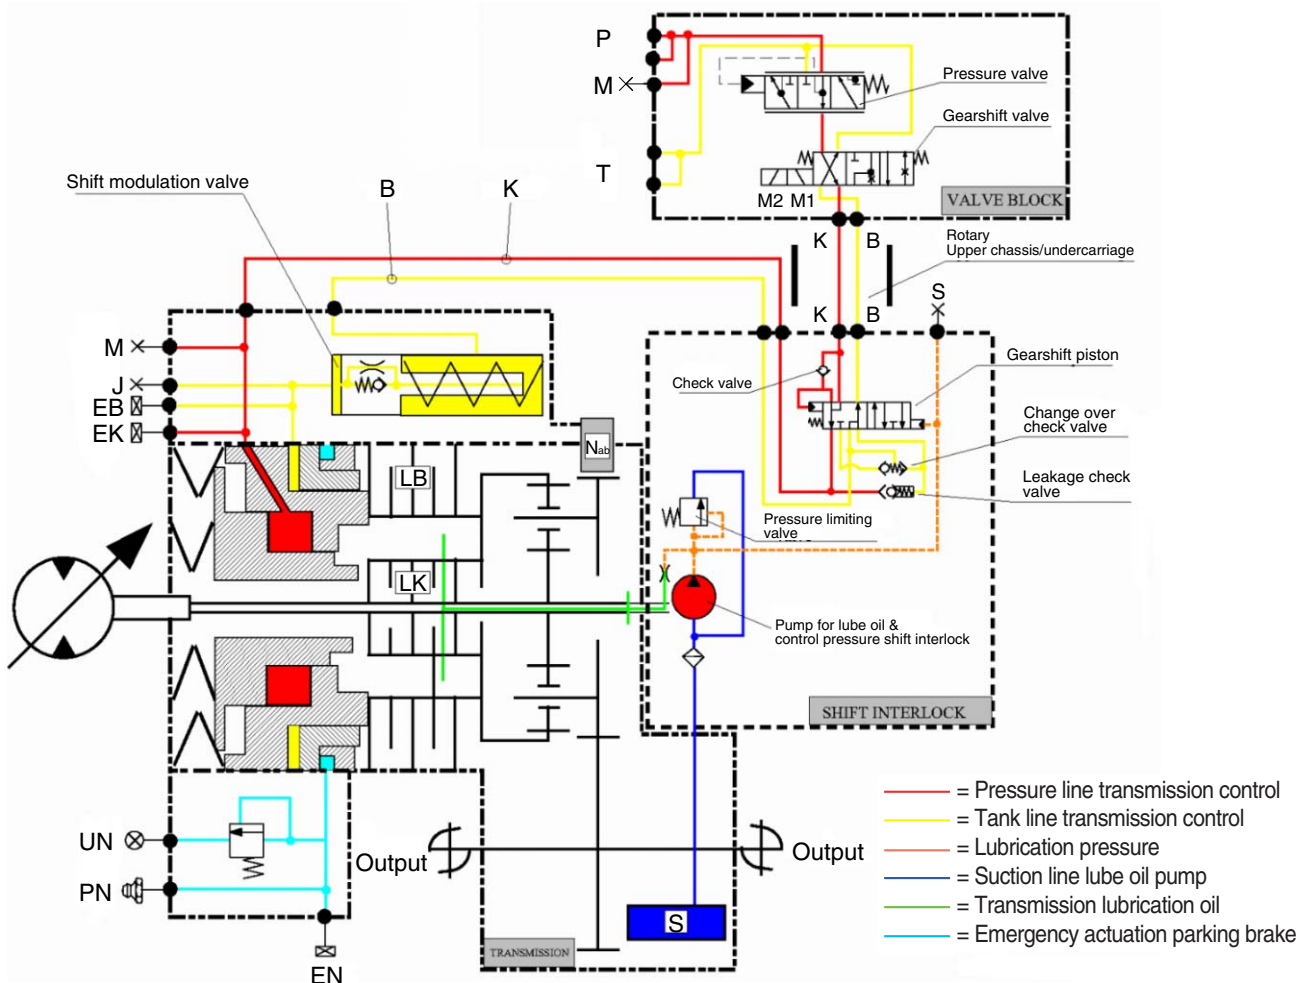 P
Pressure valve
M
Gearshift valve
T
Shift modulation valve
B
K
M2 M1
VALVE BLOCK
K
B
Rotary
Upper chassis/undercarriage
S
K
B
M
Gearshift piston
J
Check valve
EB
Change over
check valve
EK
Nab
LB
Leakage check
valve
Pressure limiting
valve
LK
Pump for lube oil &
control pressure shift interlock
SHIFT INTERLOCK
= Pressure line transmission control
= Tank line transmission control
= Lubrication pressure
= Suction line lube oil pump
= Transmission lubrication oil
= Emergency actuation parking brake
UN
Output
Output
PN
S
TRANSMISSION
EN